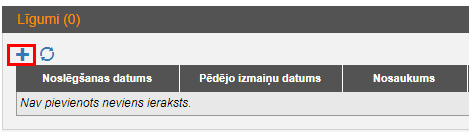 Līgumi (0)
Noslēgšanas datums Pēdējo izmaiņu datums Nosaukums
Nav pievienots neviens ieraksts.